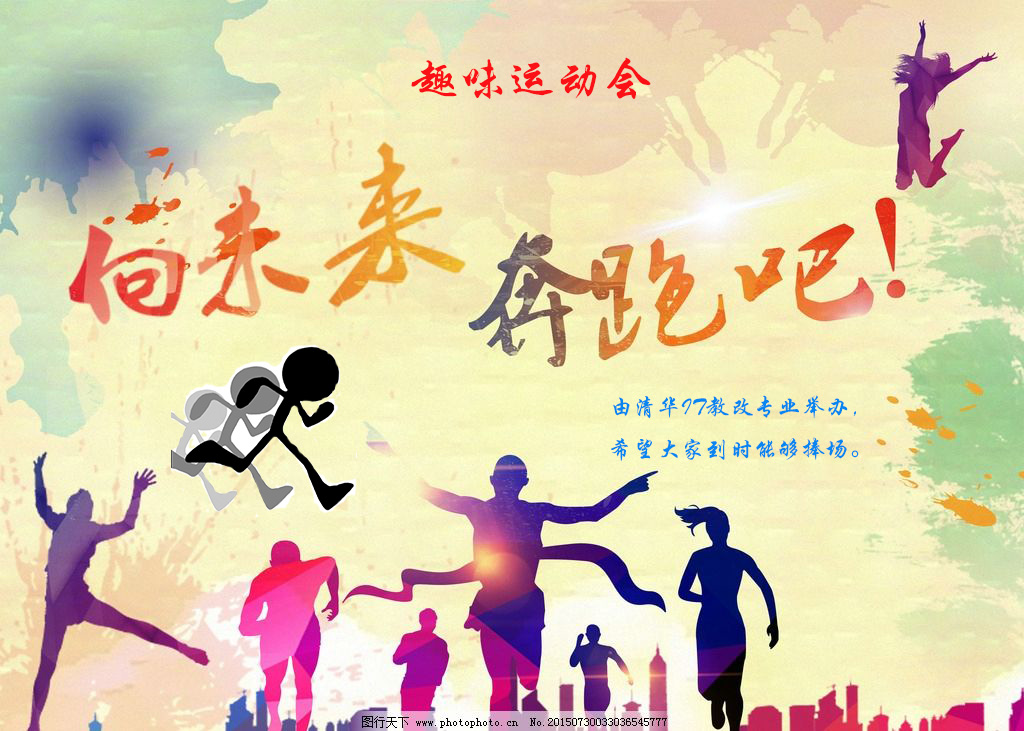 趣味运动会
向未来
奔跑吧!
由清华IT教改专业举办,
希望大家到时能够捧场。
图行天下 www.photophoto.cn No.20150730033036545777